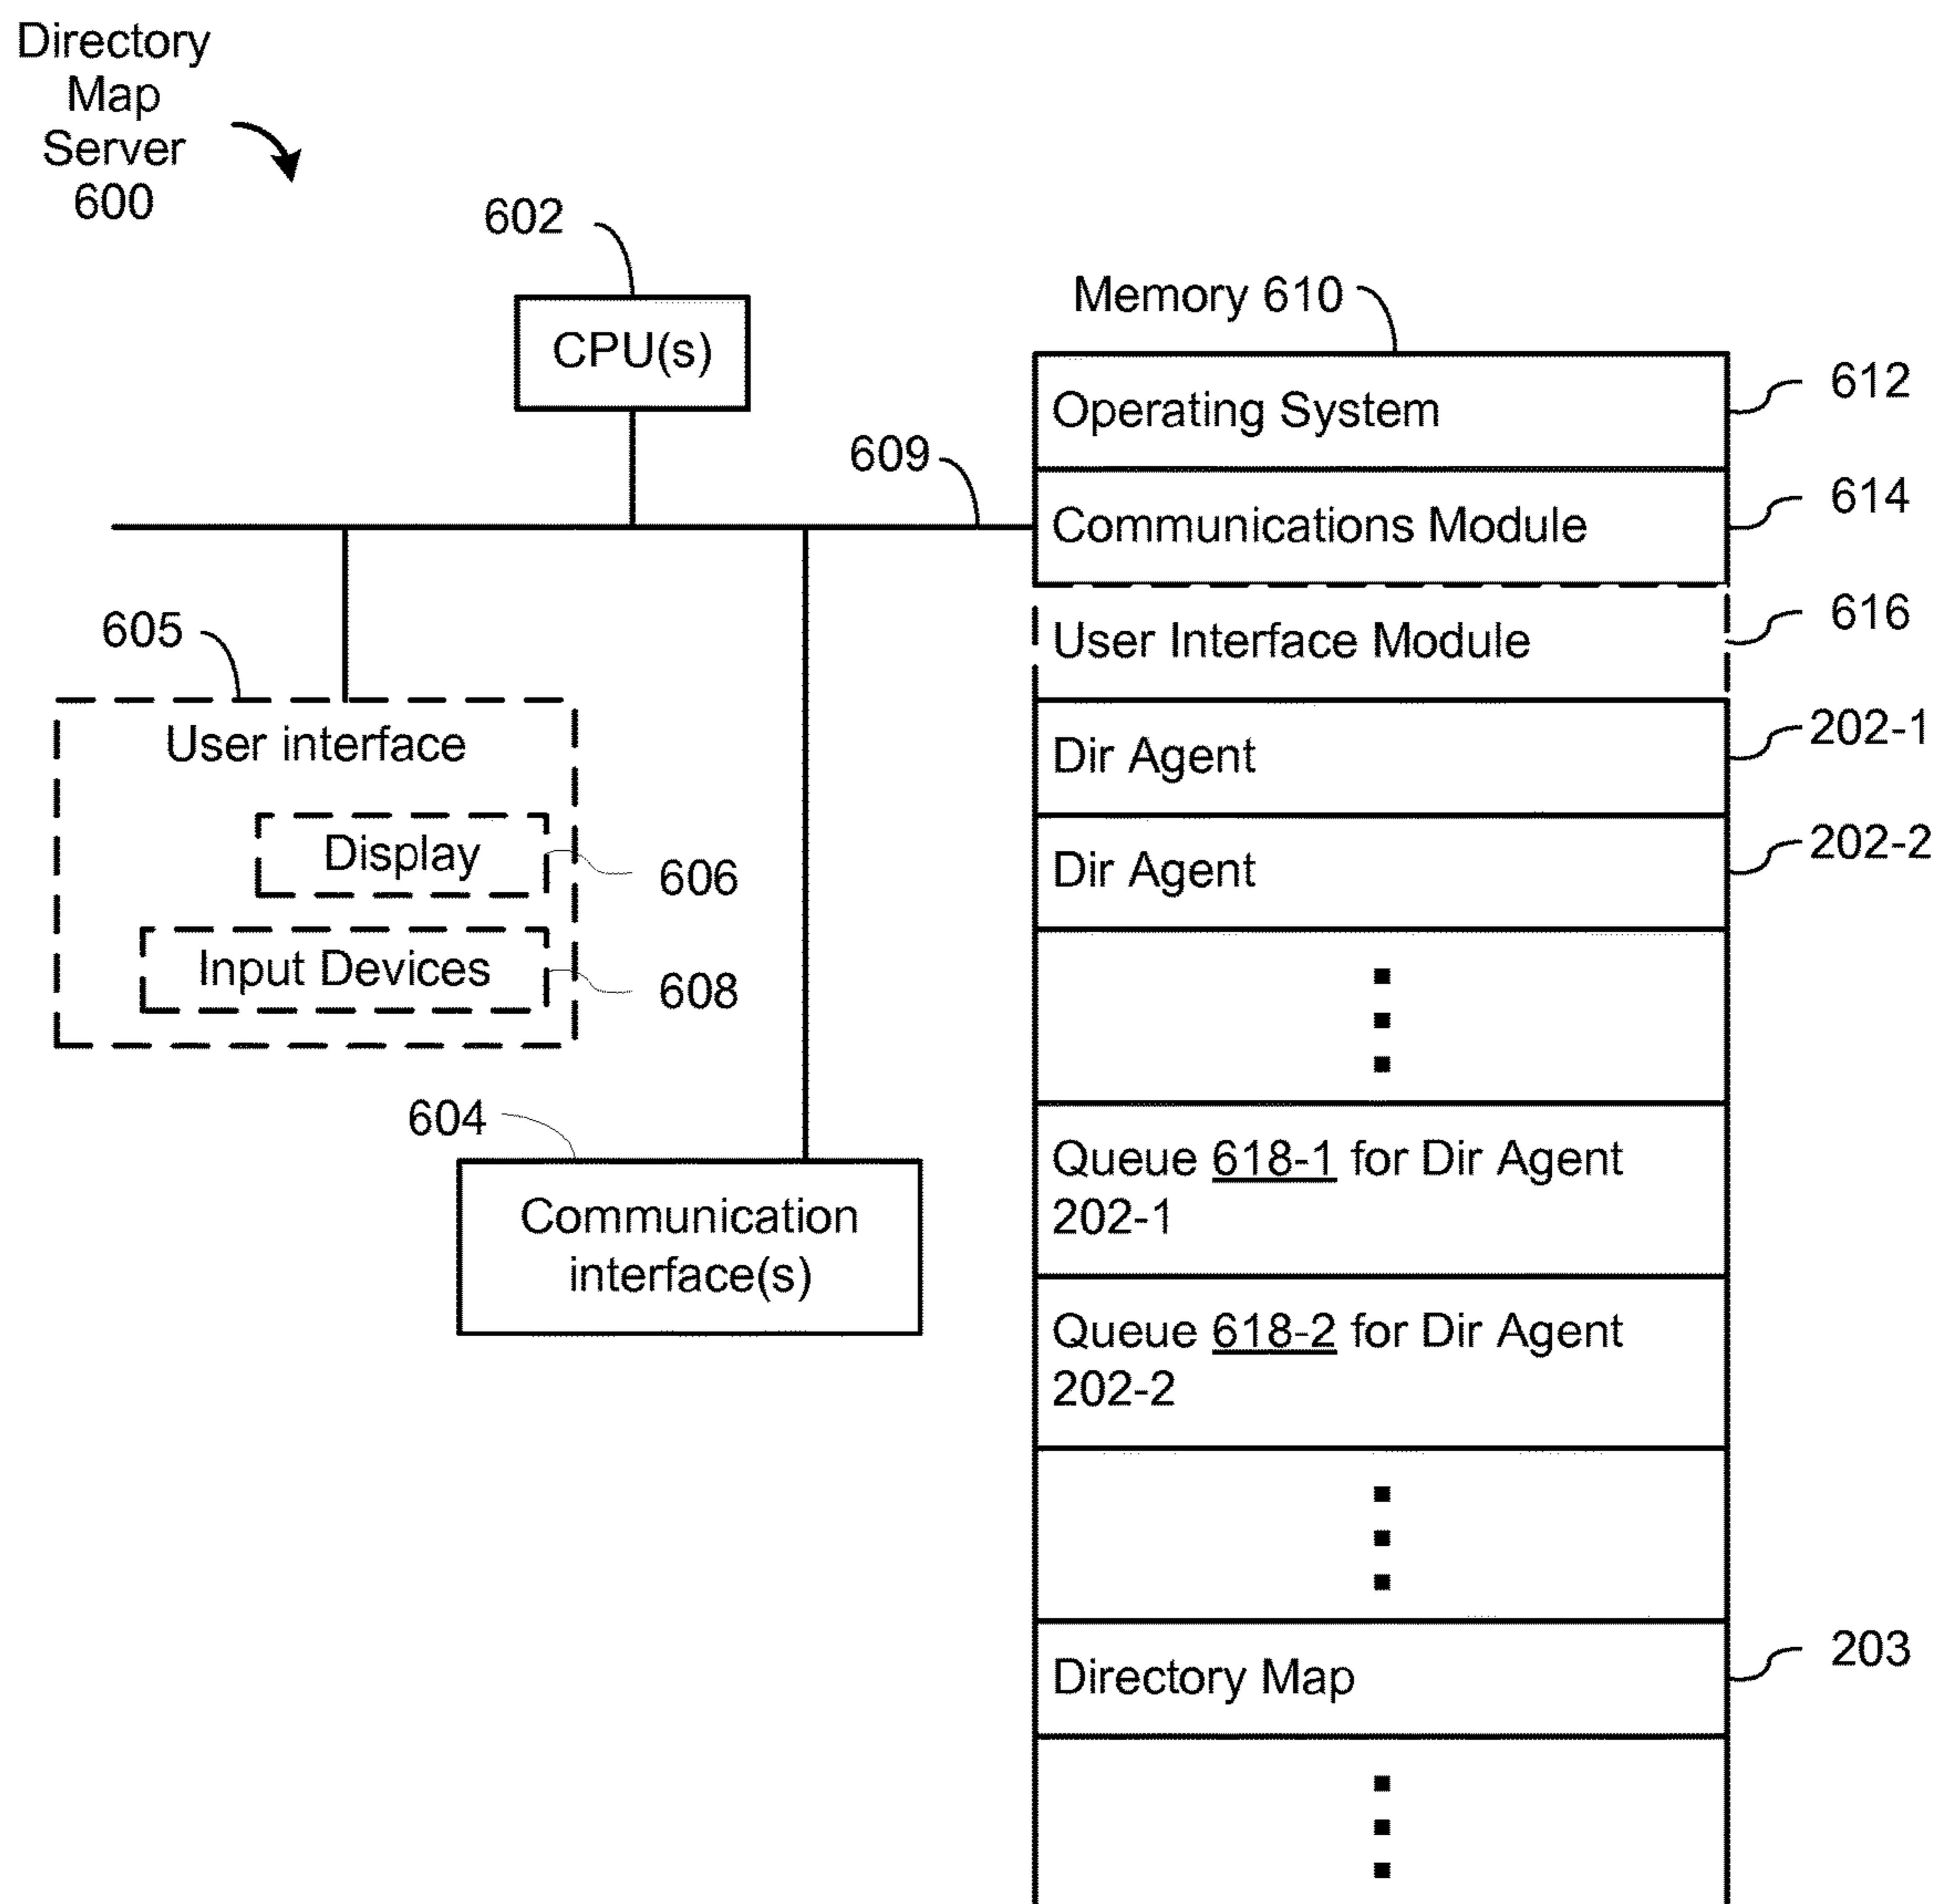 Directory
Map
Server
600
602
CPU(s)
609
Memory 610
Operating System
612
Communications Module
614
User Interface Module
616
Dir Agent
202-1
Dir Agent
202-2
Queue 618-1 for Dir Agent
202-1
Queue 618-2 for Dir Agent
202-2
Directory Map
203
605
User interface
Display
606
Input Devices
608
604
Communication
interface(s)